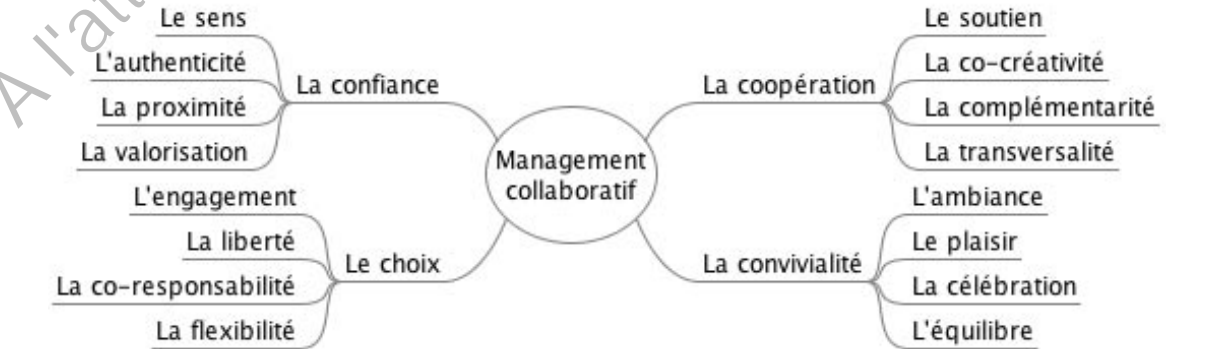 A l'att
Le sens
L'authenticité
La proximité
La valorisation
La confiance
L'engagement
La liberté
La co-responsabilité
La flexibilité
Le choix
Management
collaboratif
La coopération
Le soutien
La co-créativité
La complémentarité
La transversalité
La convivialité
L'ambiance
Le plaisir
La célébration
L'équilibre